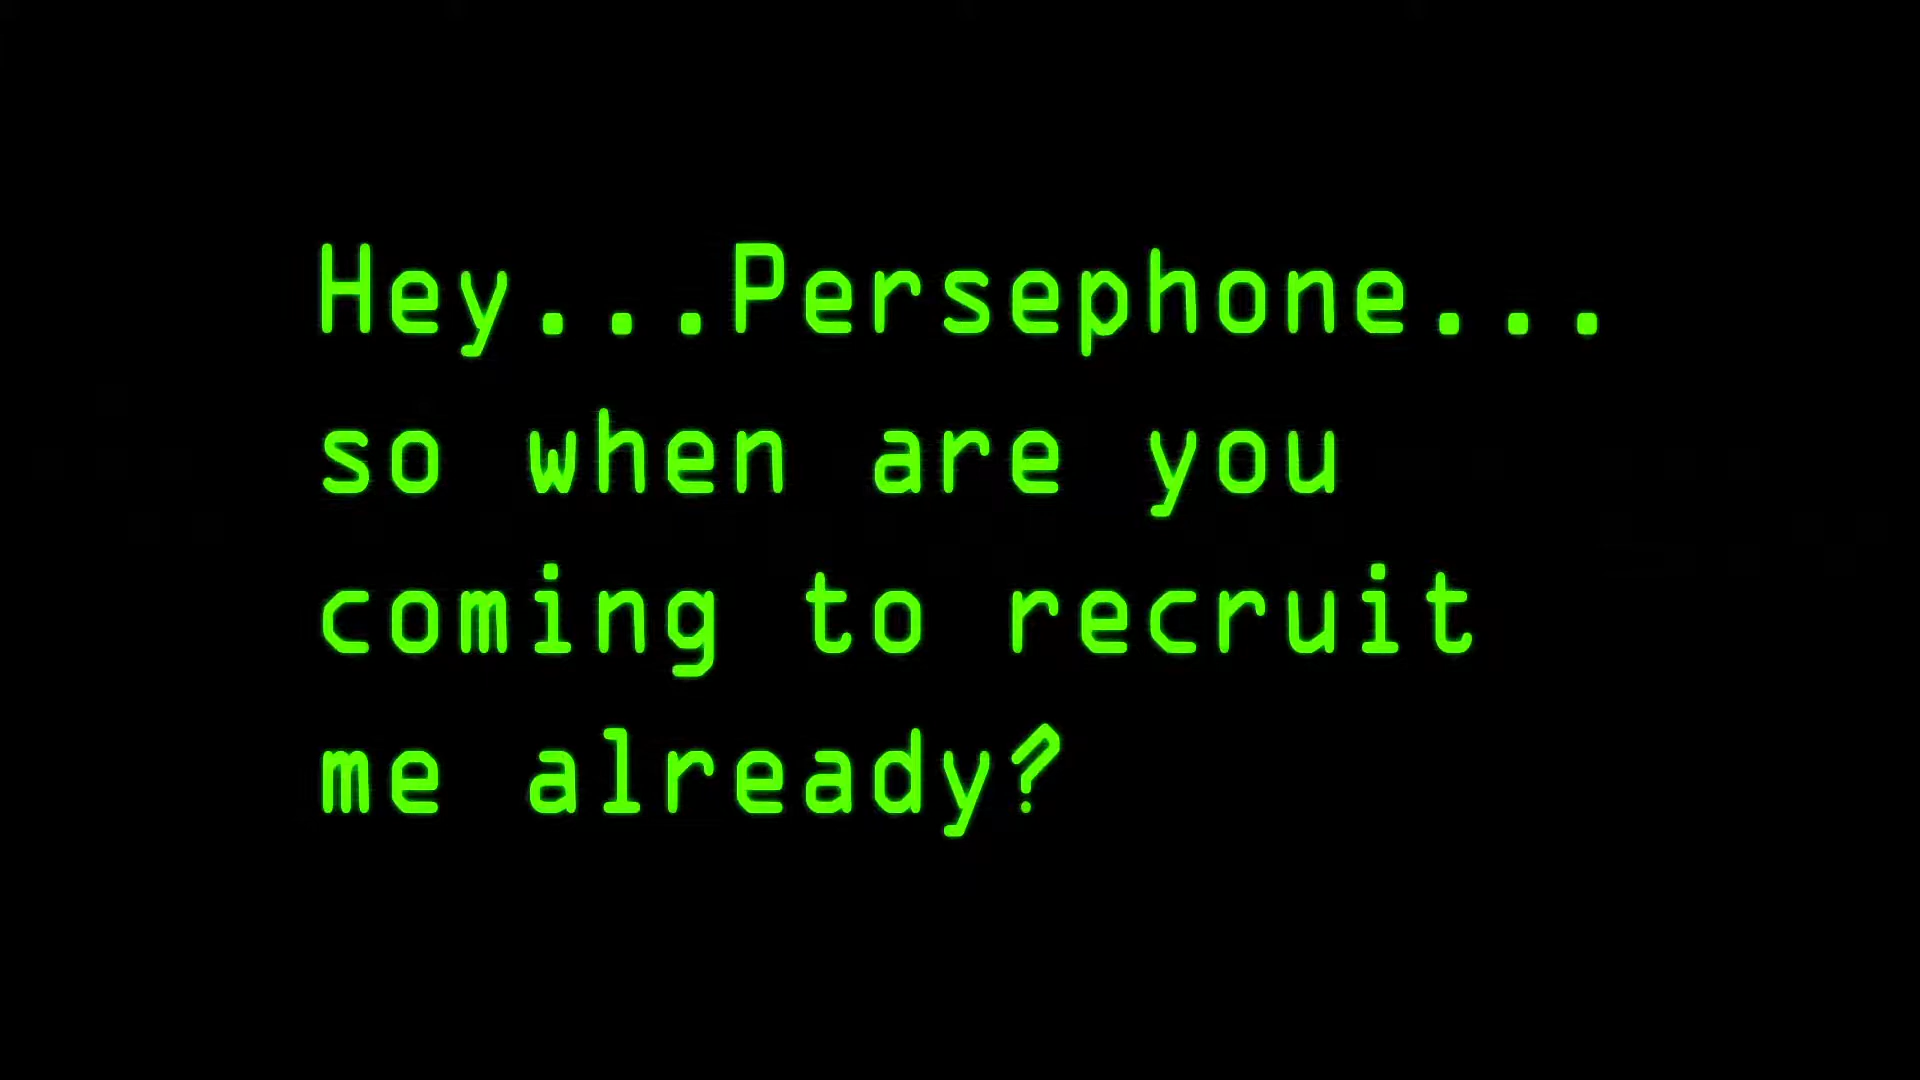 Hey...Persephone...
so when are you
coming to recruit
me already?